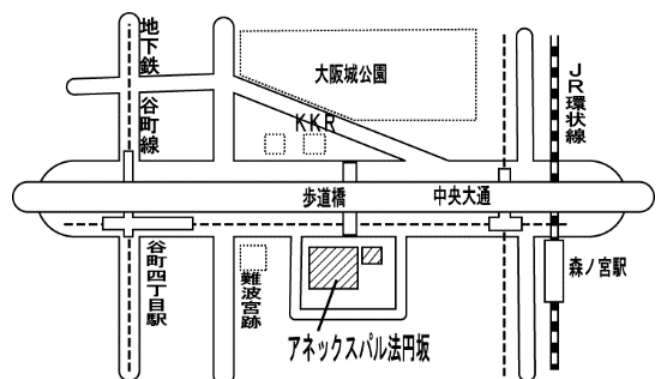 地下鉄
谷町線
大阪城公園
JR環状線
KKR
歩道橋
中央大通
谷町四丁目駅
難波宮跡
森ノ宮駅
アネックスパル法円坂